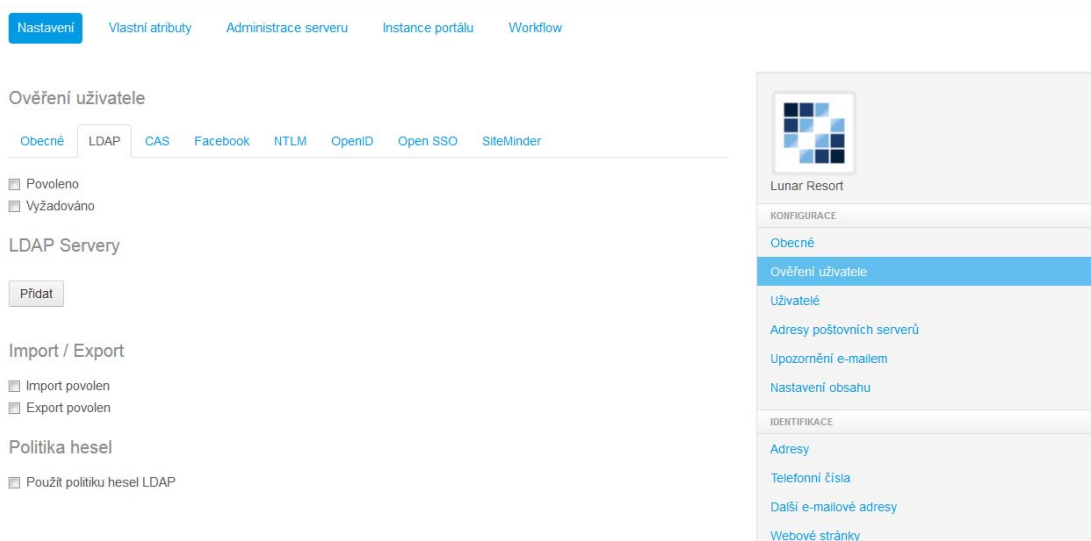 Nastavení Vlastní atributy Administrace serveru Instance portálu Workflow
Ověření uživatele
Obecné LDAP CAS Facebook NTLM OpenID Open SSO SiteMinder
Povoleno
Vyžadováno
LDAP Servery
Přidat
Import / Export
Import povolen
Export povolen
Politika hesel
Použít politiku hesel LDAP
Lunar Resort
KONFIGURACE
Obecné
Ověření uživatele
Uživatelé
Adresy poštovních serverů
Upozornění e-mailem
Nastavení obsahu
IDENTIFIKACE
Adresy
Telefonní čísla
Další e-mailové adresy
Webové stránky